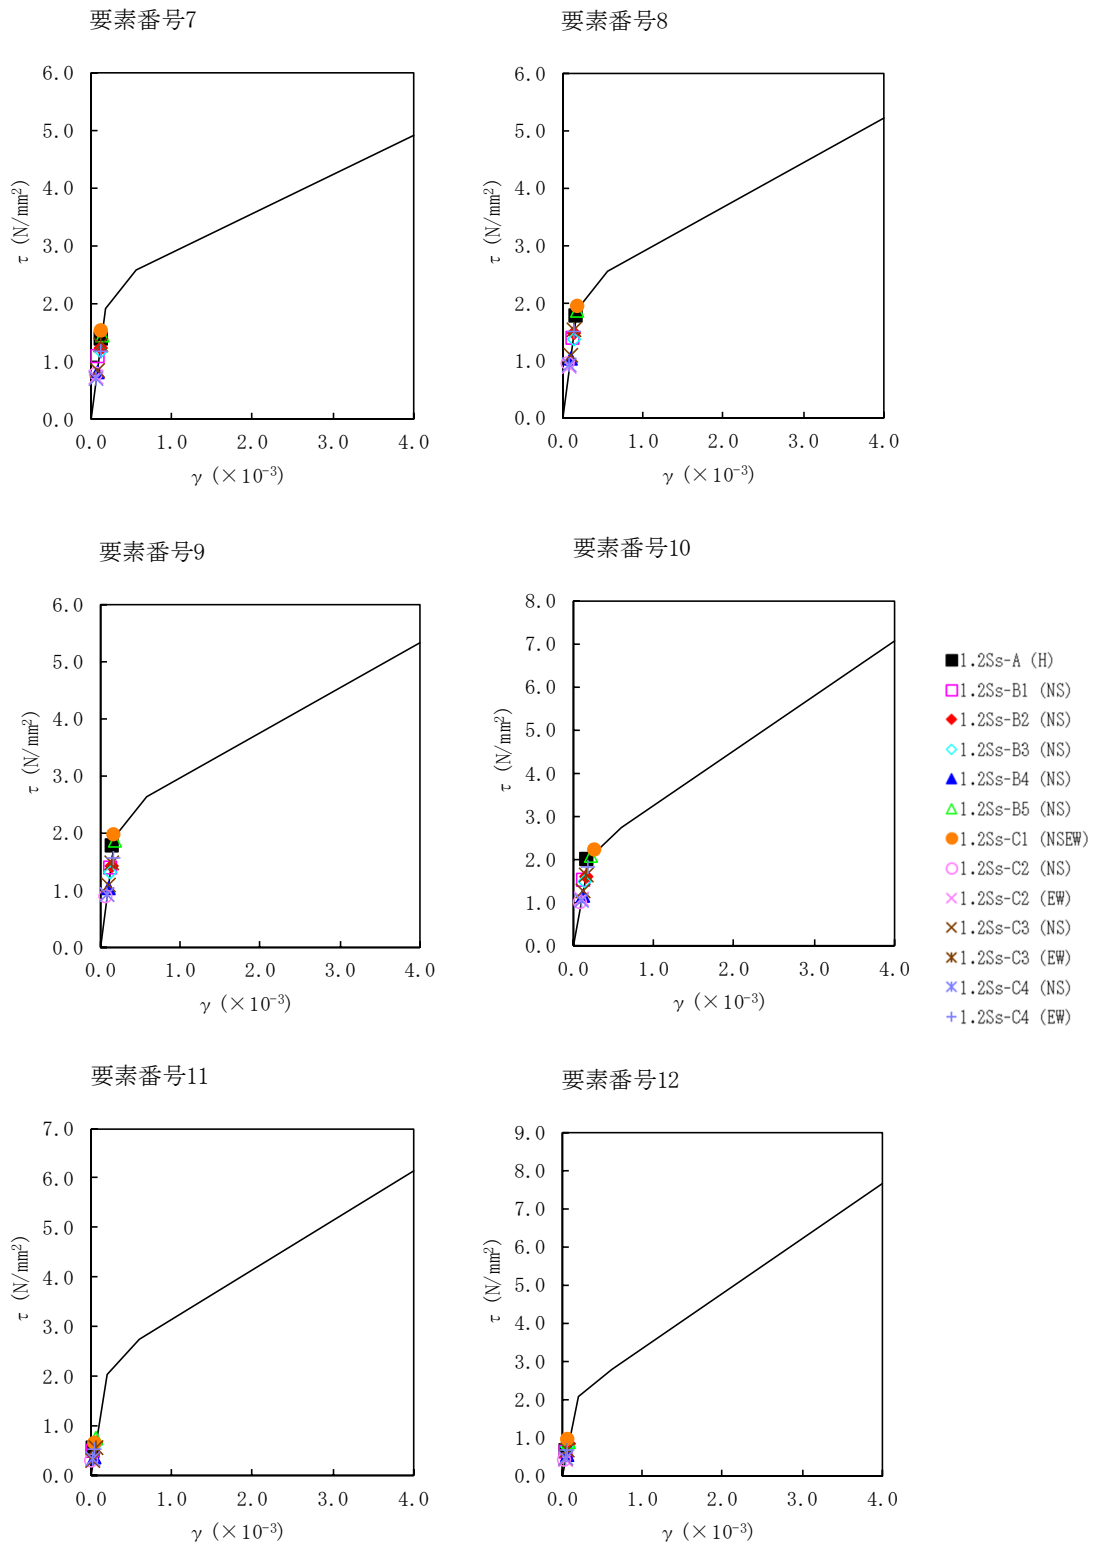 要素番号7
6.0
5.0
4.0
3.0
2.0
1.0
0.0
τ (N/mm²)
0.0 1.0 2.0 3.0 4.0
γ (×10⁻³)
要素番号8
6.0
5.0
4.0
3.0
2.0
1.0
0.0
τ (N/mm²)
0.0 1.0 2.0 3.0 4.0
γ (×10⁻³)
要素番号9
6.0
5.0
4.0
3.0
2.0
1.0
0.0
τ (N/mm²)
0.0 1.0 2.0 3.0 4.0
γ (×10⁻³)
要素番号10
8.0
7.0
6.0
5.0
4.0
3.0
2.0
1.0
0.0
τ (N/mm²)
0.0 1.0 2.0 3.0 4.0
γ (×10⁻³)
1.2Ss-A (H)
1.2Ss-B1 (NS)
1.2Ss-B2 (NS)
1.2Ss-B3 (NS)
1.2Ss-B4 (NS)
1.2Ss-B5 (NS)
1.2Ss-C1 (NSEW)
1.2Ss-C2 (NS)
1.2Ss-C2 (EW)
1.2Ss-C3 (NS)
1.2Ss-C3 (EW)
1.2Ss-C4 (NS)
1.2Ss-C4 (EW)
要素番号11
7.0
6.0
5.0
4.0
3.0
2.0
1.0
0.0
τ (N/mm²)
0.0 1.0 2.0 3.0 4.0
γ (×10⁻³)
要素番号12
9.0
8.0
7.0
6.0
5.0
4.0
3.0
2.0
1.0
0.0
τ (N/mm²)
0.0 1.0 2.0 3.0 4.0
γ (×10⁻³)